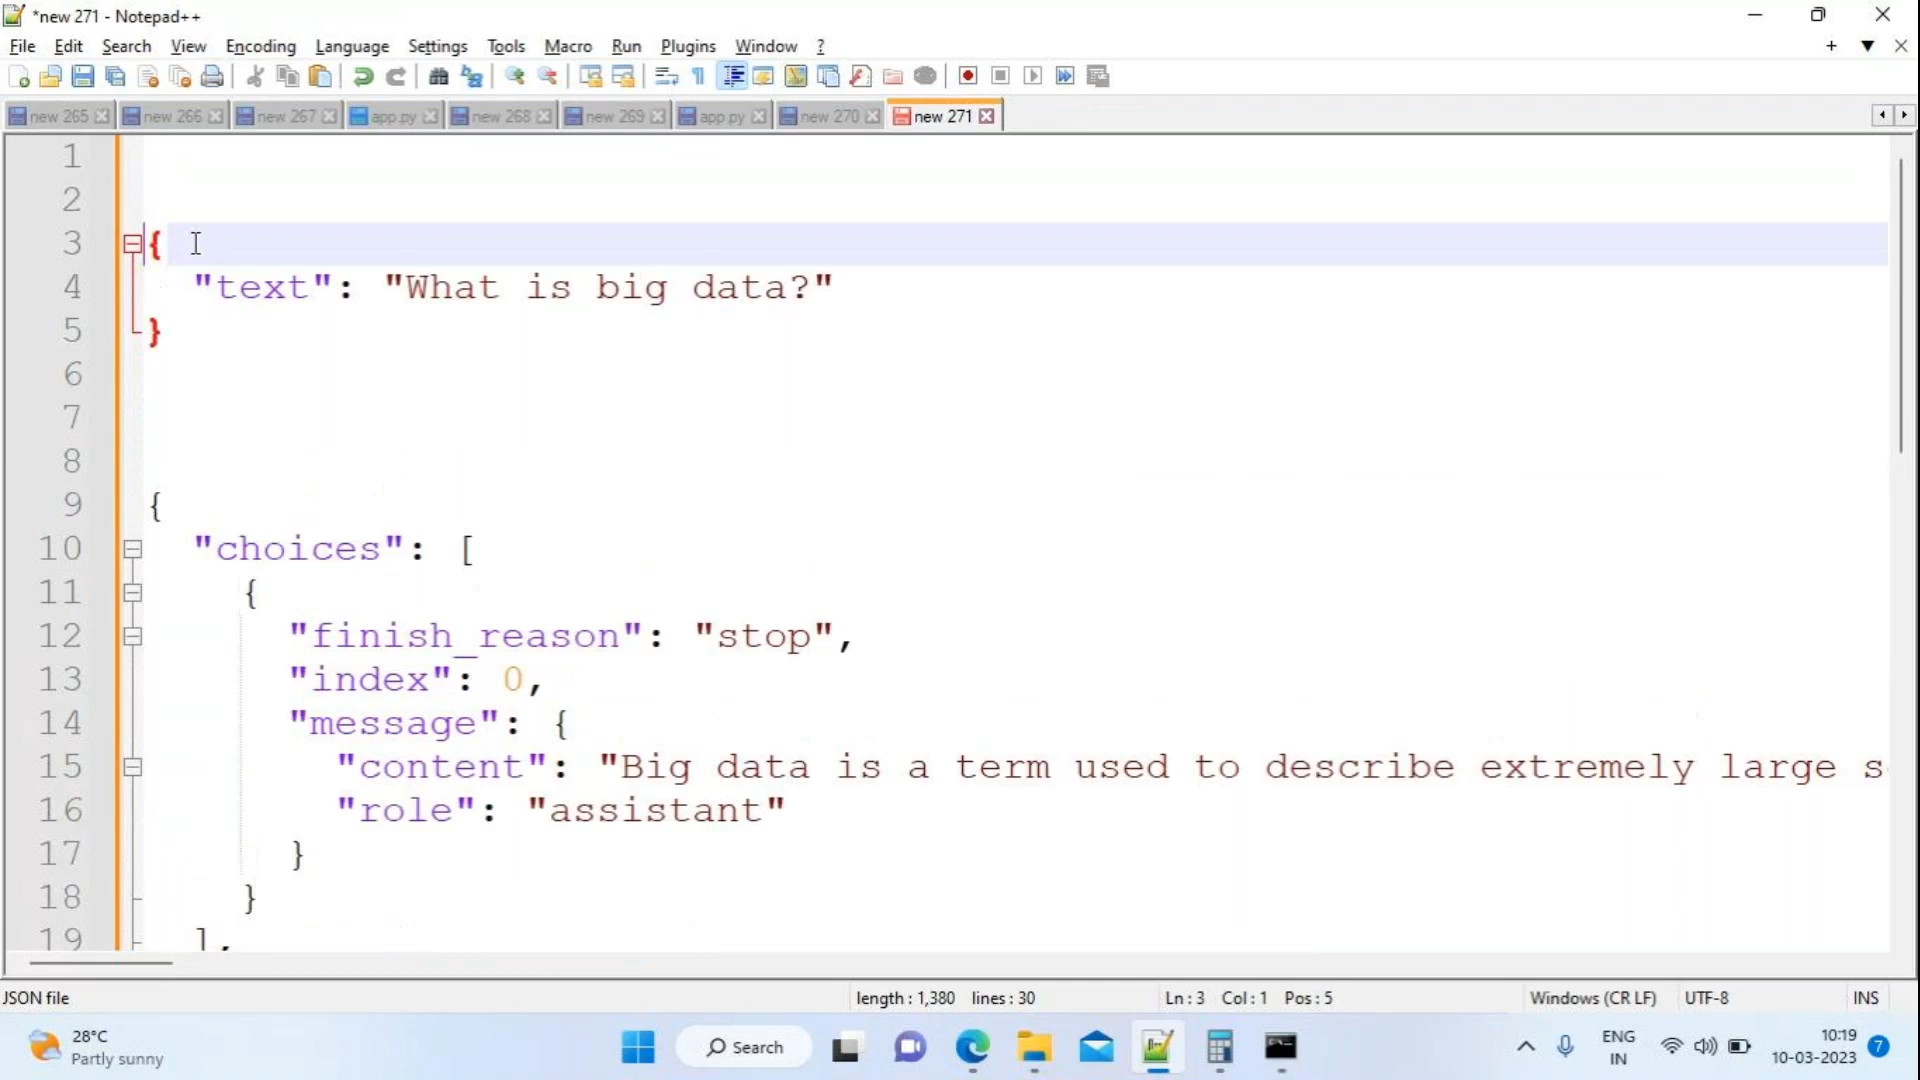 *new 271 - Notepad++
File Edit Search View Encoding Language Settings Tools Macro Run Plugins Window ?
new 265 new 266 new 267 app.py new 268 new 269 app.py new 270 new 271
1
2
3 {
4 "text": "What is big data?"
5 }
6
7
8
9 {
10 "choices": [
11 {
12 "finish_reason": "stop",
13 "index": 0,
14 "message": {
15 "content": "Big data is a term used to describe extremely large s
16 "role": "assistant"
17 }
18 }
19 ],
JSON file length : 1,380 lines : 30 Ln : 3 Col : 1 Pos : 5 Windows (CR LF) UTF-8 INS
28°C
Partly sunny
Search
ENG
IN
10:19
10-03-2023
7